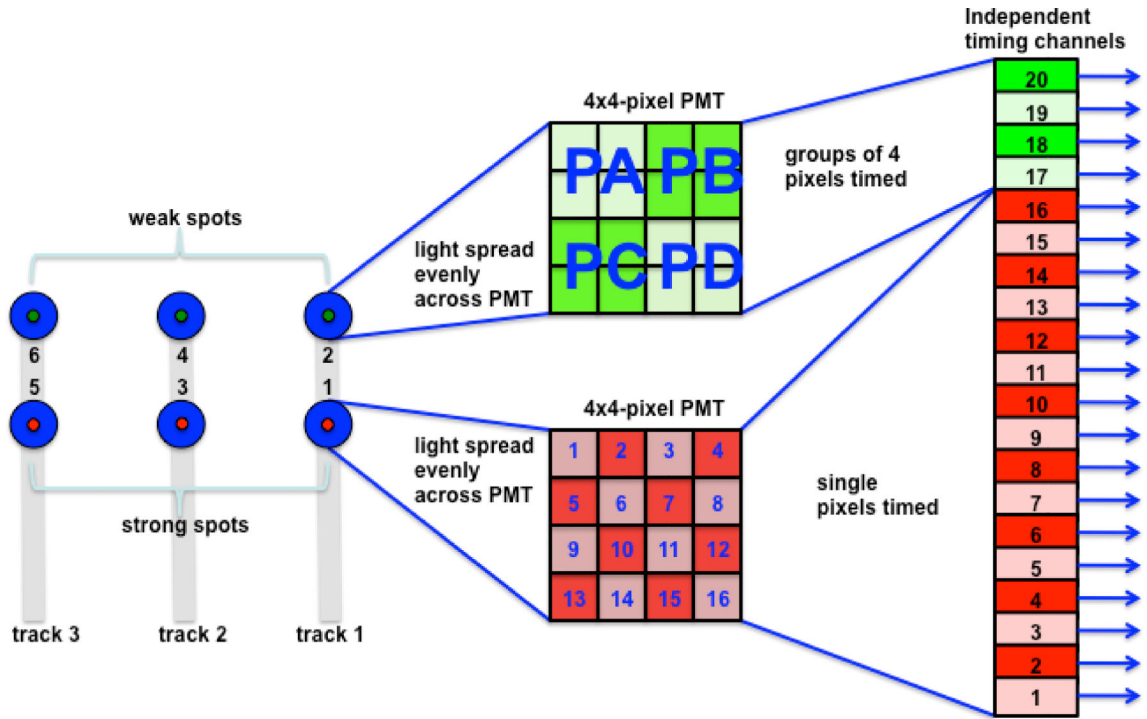 Independent
timing channels
4x4-pixel PMT
PA PB
PC PD
groups of 4
pixels timed
weak spots
light spread
evenly
across PMT
6 4 2
5 3 1
4x4-pixel PMT
light spread
evenly
across PMT
1 2 3 4
5 6 7 8
9 10 11 12
13 14 15 16
single
pixels timed
strong spots
track 3 track 2 track 1
20
19
18
17
16
15
14
13
12
11
10
9
8
7
6
5
4
3
2
1